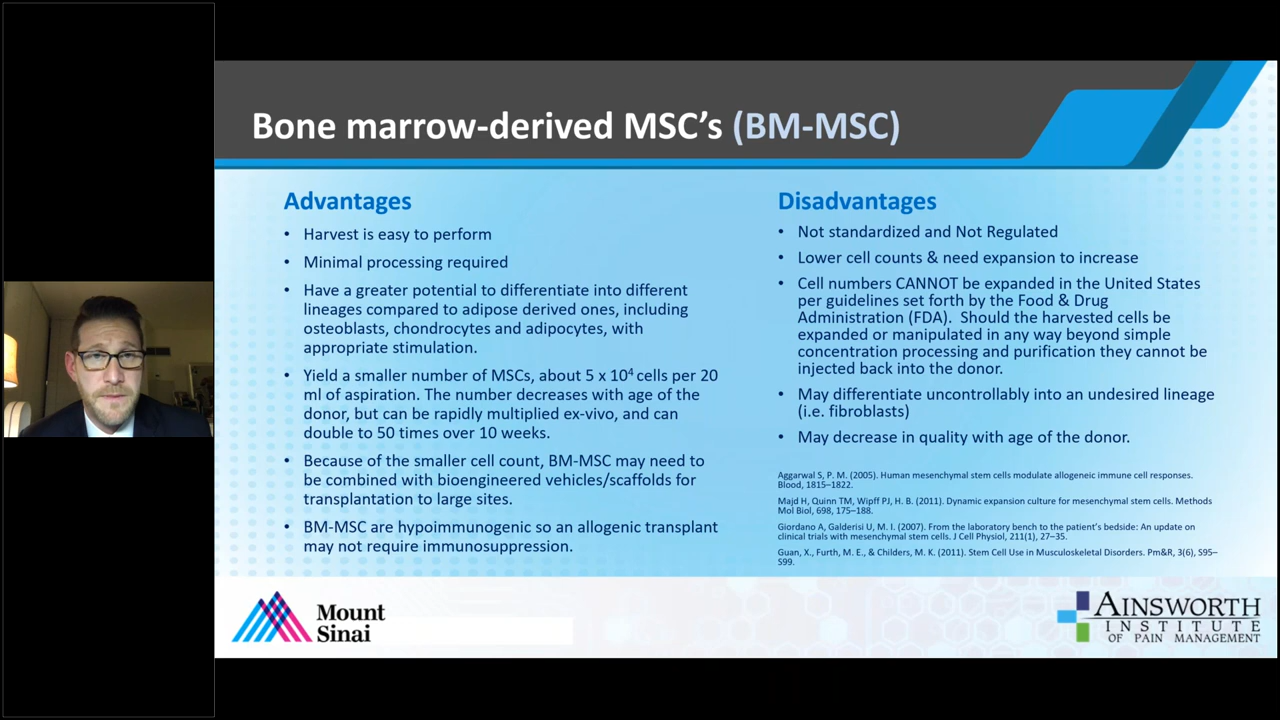 Bone marrow-derived MSC's (BM-MSC)
Advantages
• Harvest is easy to perform
• Minimal processing required
• Have a greater potential to differentiate into different
lineages compared to adipose derived ones, including
osteoblasts, chondrocytes and adipocytes, with
appropriate stimulation.
• Yield a smaller number of MSCs, about 5 x 10⁴ cells per 20
ml of aspiration. The number decreases with age of the
donor, but can be rapidly multiplied ex-vivo, and can
double to 50 times over 10 weeks.
• Because of the smaller cell count, BM-MSC may need to
be combined with bioengineered vehicles/scaffolds for
transplantation to large sites.
• BM-MSC are hypoimmunogenic so an allogenic transplant
may not require immunosuppression.
Disadvantages
• Not standardized and Not Regulated
• Lower cell counts & need expansion to increase
• Cell numbers CANNOT be expanded in the United States
per guidelines set forth by the Food & Drug
Administration (FDA). Should the harvested cells be
expanded or manipulated in any way beyond simple
concentration processing and purification they cannot be
injected back into the donor.
• May differentiate uncontrollably into an undesired lineage
(i.e. fibroblasts)
• May decrease in quality with age of the donor.
Aggarwal S, P. M. (2005). Human mesenchymal stem cells modulate allogeneic immune cell responses.
Blood, 1815–1822.
Majd H, Quinn TM, Wipff PJ, H. B. (2011). Dynamic expansion culture for mesenchymal stem cells. Methods
Mol Biol, 698, 175–188.
Giordano A, Galderisi U, M. I. (2007). From the laboratory bench to the patient's bedside: An update on
clinical trials with mesenchymal stem cells. J Cell Physiol, 211(1), 27–35.
Guan, X., Furth, M. E., & Childers, M. K. (2011). Stem Cell Use in Musculoskeletal Disorders. Pm&R, 3(6), S95–
S99.
Mount
Sinai
AINSWORTH
INSTITUTE
OF PAIN MANAGEMENT